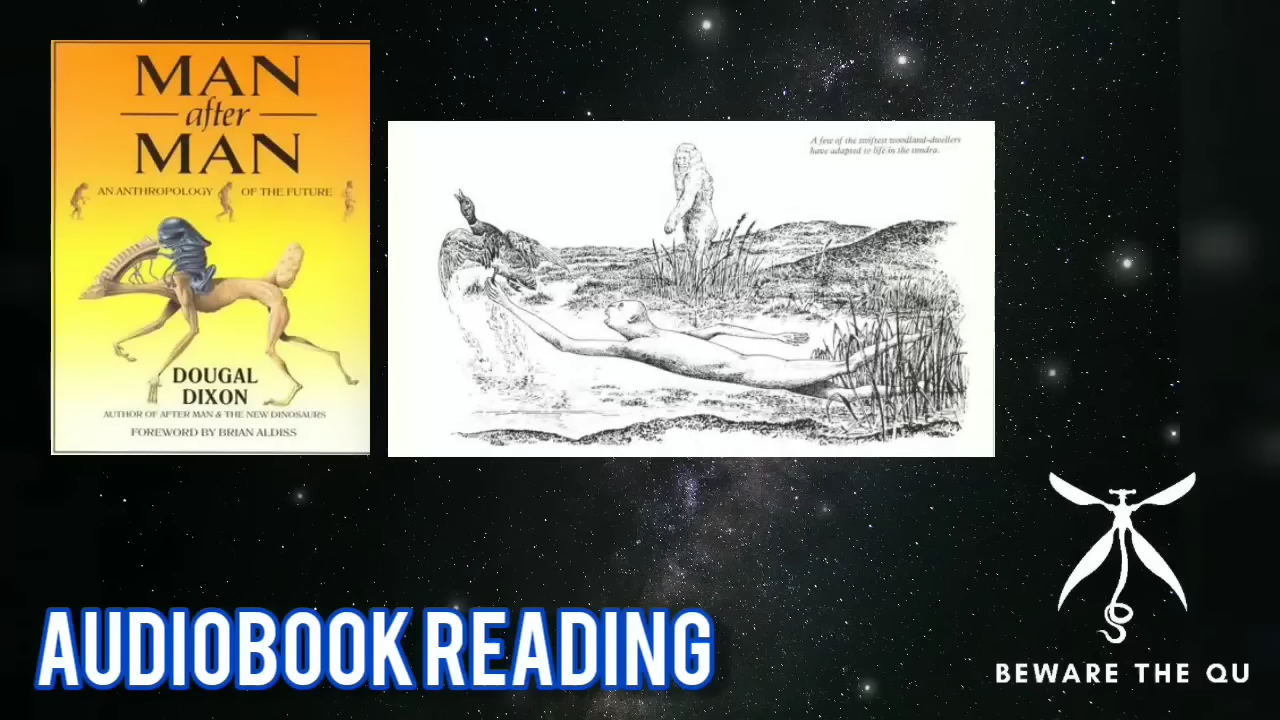 MAN
after
MAN
AN ANTHROPOLOGY OF THE FUTURE
DOUGAL
DIXON
AUTHOR OF AFTER MAN & THE NEW DINOSAURS
FOREWORD BY BRIAN ALDISS
A few of the swiftest woodland-dwellers
have adapted to life in the tundra.
AUDIOBOOK READING
BEWARE THE QU